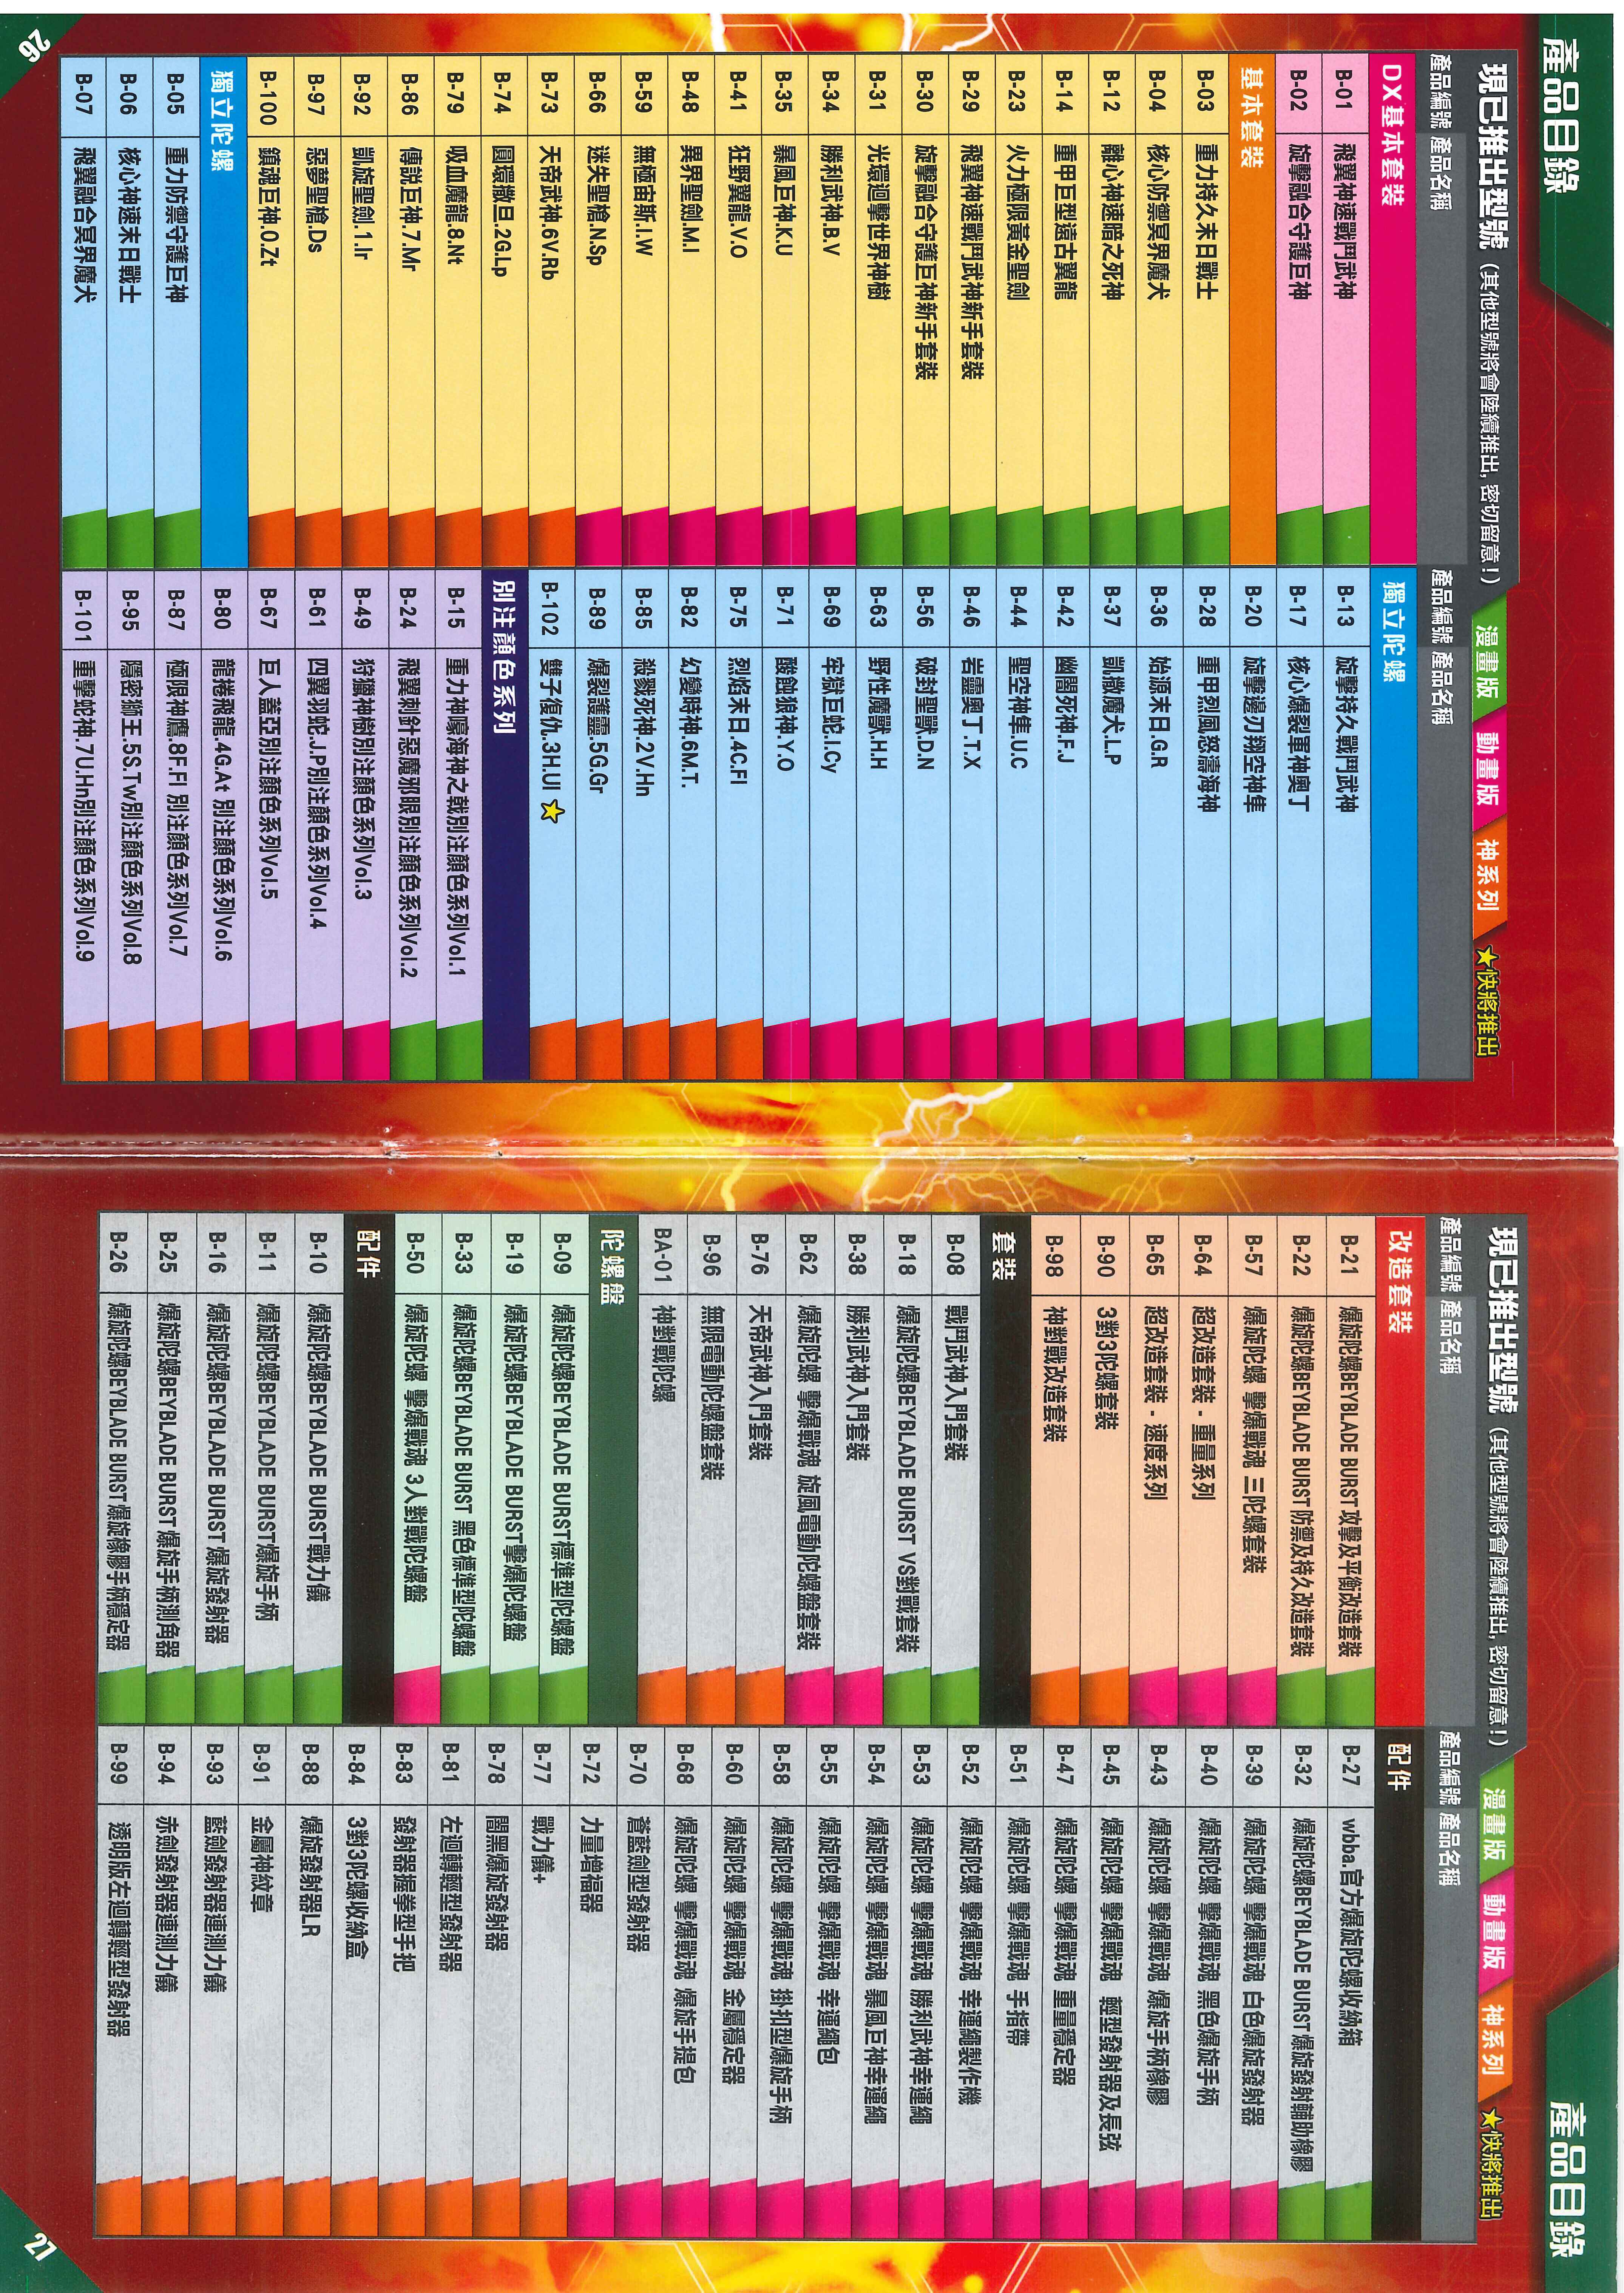 產品目錄
現已推出型號（其他型號將會陸續推出, 密切留意!） 漫畫版 動畫版 神系列 ★快將推出
產品編號 產品名稱
DX基本套裝
B-01 飛翼神速戰鬥武神
B-02 旋擊融合守護巨神
基本套裝
B-03 重力持久末日戰士
B-04 核心防禦冥界魔犬
B-12 離心神速暗之死神
B-14 重甲巨型遠古翼龍
B-23 火力極限黃金聖劍
B-29 飛翼神速戰鬥武神新手套裝
B-30 旋擊融合守護巨神新手套裝
B-31 光環迴擊世界神樹
B-34 勝利武神.B.V
B-35 暴風巨神.K.U
B-41 狂野翼龍.V.O
B-48 異界聖劍.M.I
B-59 無極宙斯.I.W
B-66 迷失聖槍.N.Sp
B-73 天帝武神.6V.Rb
B-74 圓環撒旦.2G.Lp
B-79 吸血魔龍.8.Nt
B-86 傳説巨神.7.Mr
B-92 凱旋聖劍.1.Ir
B-97 惡夢聖槍.Ds
B-100 鎮魂巨神.0.Zt
獨立陀螺
B-05 重力防禦守護巨神
B-06 核心神速末日戰士
B-07 飛翼融合冥界魔犬
26
產品編號 產品名稱
獨立陀螺
B-13 旋擊持久戰鬥武神
B-17 核心爆裂軍神奧丁
B-20 旋擊邊刃翔空神隼
B-28 重甲烈風怒濤海神
B-36 始源末日.G.R
B-37 凱撒魔犬.L.P
B-42 幽闇死神.F.J
B-44 聖空神隼.U.C
B-46 岩靈奧丁.T.X
B-56 破封聖獸.D.N
B-63 野性魔獸.H.H
B-69 牢獄巨蛇.I.Cy
B-71 酸蝕狼神.Y.O
B-75 烈焰末日.4C.Fl
B-82 幻變時神.6M.T.
B-85 殺戮死神.2V.Hn
B-89 爆裂護靈.5G.Gr
B-102 雙子復仇.3H.Ul ★
別注顏色系列
B-15 重力神嚎海神之戟別注顏色系列Vol.1
B-24 飛翼刺針惡魔邪眼別注顏色系列Vol.2
B-49 狩獵神樹別注顏色系列Vol.3
B-61 四翼羽蛇.J.P別注顏色系列Vol.4
B-67 巨人蓋亞別注顏色系列Vol.5
B-80 龍捲飛龍.4G.At 別注顏色系列Vol.6
B-87 極限神鷹.8F.Fl 別注顏色系列Vol.7
B-95 隱密獅王.5S.Tw別注顏色系列Vol.8
B-101 重擊蛇神.7U.Hn別注顏色系列Vol.9
產品目錄
現已推出型號（其他型號將會陸續推出, 密切留意!） 漫畫版 動畫版 神系列 ★快將推出
產品編號 產品名稱
改造套裝
B-21 爆旋陀螺BEYBLADE BURST 攻擊及平衡改造套裝
B-22 爆旋陀螺BEYBLADE BURST 防禦及持久改造套裝
B-57 爆旋陀螺 擊爆戰魂 三陀螺套裝
B-64 超改造套裝 - 重量系列
B-65 超改造套裝 - 速度系列
B-90 3對3陀螺套裝
B-98 神對戰改造套裝
套裝
B-08 戰鬥武神入門套裝
B-18 爆旋陀螺BEYBLADE BURST VS對戰套裝
B-38 勝利武神入門套裝
B-62 爆旋陀螺 擊爆戰魂 旋風電動陀螺盤套裝
B-76 天帝武神入門套裝
B-96 無限電動陀螺盤套裝
BA-01 神對戰陀螺
陀螺盤
B-09 爆旋陀螺BEYBLADE BURST標準型陀螺盤
B-19 爆旋陀螺BEYBLADE BURST擊爆陀螺盤
B-33 爆旋陀螺BEYBLADE BURST 黑色標準型陀螺盤
B-50 爆旋陀螺 擊爆戰魂 3人對戰陀螺盤
配件
B-10 爆旋陀螺BEYBLADE BURST戰力儀
B-11 爆旋陀螺BEYBLADE BURST爆旋手柄
B-16 爆旋陀螺BEYBLADE BURST 爆旋發射器
B-25 爆旋陀螺BEYBLADE BURST 爆旋手柄測角器
B-26 爆旋陀螺BEYBLADE BURST 爆旋橡膠手柄穩定器
產品編號 產品名稱
配件
B-27 wbba.官方爆旋陀螺收納箱
B-32 爆旋陀螺BEYBLADE BURST爆旋發射輔助橡膠
B-39 爆旋陀螺 擊爆戰魂 白色爆旋發射器
B-40 爆旋陀螺 擊爆戰魂 黑色爆旋手柄
B-43 爆旋陀螺 擊爆戰魂 爆旋手柄橡膠
B-45 爆旋陀螺 擊爆戰魂 輕型發射器及長弦
B-47 爆旋陀螺 擊爆戰魂 重量穩定器
B-51 爆旋陀螺 擊爆戰魂 手指帶
B-52 爆旋陀螺 擊爆戰魂 幸運繩製作機
B-53 爆旋陀螺 擊爆戰魂 勝利武神幸運繩
B-54 爆旋陀螺 擊爆戰魂 暴風巨神幸運繩
B-55 爆旋陀螺 擊爆戰魂 幸運繩包
B-58 爆旋陀螺 擊爆戰魂 掛扣型爆旋手柄
B-60 爆旋陀螺 擊爆戰魂 金屬穩定器
B-68 爆旋陀螺 擊爆戰魂 爆旋手提包
B-70 蒼藍劍型發射器
B-72 力量增福器
B-77 戰力儀+
B-78 闇黑爆旋發射器
B-81 左迴轉輕型發射器
B-83 發射器握拳型手把
B-84 3對3陀螺收納盒
B-88 爆旋發射器LR
B-91 金屬神紋章
B-93 藍劍發射器連測力儀
B-94 赤劍發射器連測力儀
B-99 透明版左迴轉輕型發射器
27